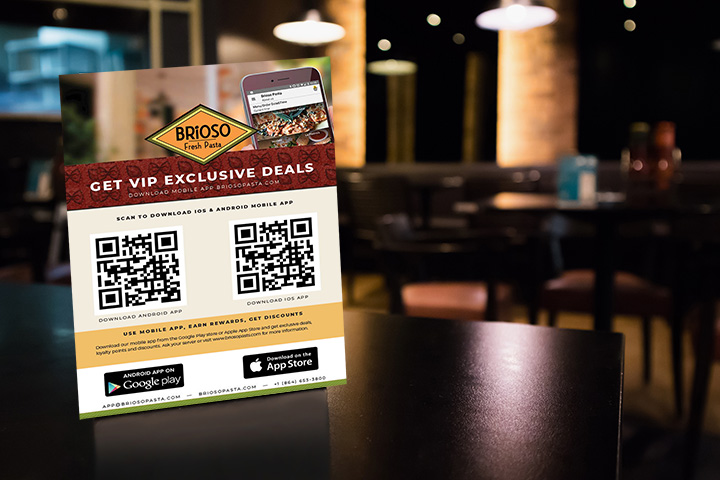 Brioso Pasta
BRiOSO
Fresh Pasta
GET VIP EXCLUSIVE DEALS
DOWNLOAD MOBILE APP BRIOSOPASTA.COM
SCAN TO DOWNLOAD IOS & ANDROID MOBILE APP
DOWNLOAD ANDROID APP
DOWNLOAD IOS APP
USE MOBILE APP, EARN REWARDS, GET DISCOUNTS
Download our mobile app from the Google Play store or Apple App Store and get exclusive deals,
loyalty points and discounts. Ask your server or visit www.briosopasta.com for more information.
ANDROID APP ON
Google play
Download on the
App Store
APP@BRIOSOPASTA.COM — BRIOSOPASTA.COM — +1 (864) 653-3800